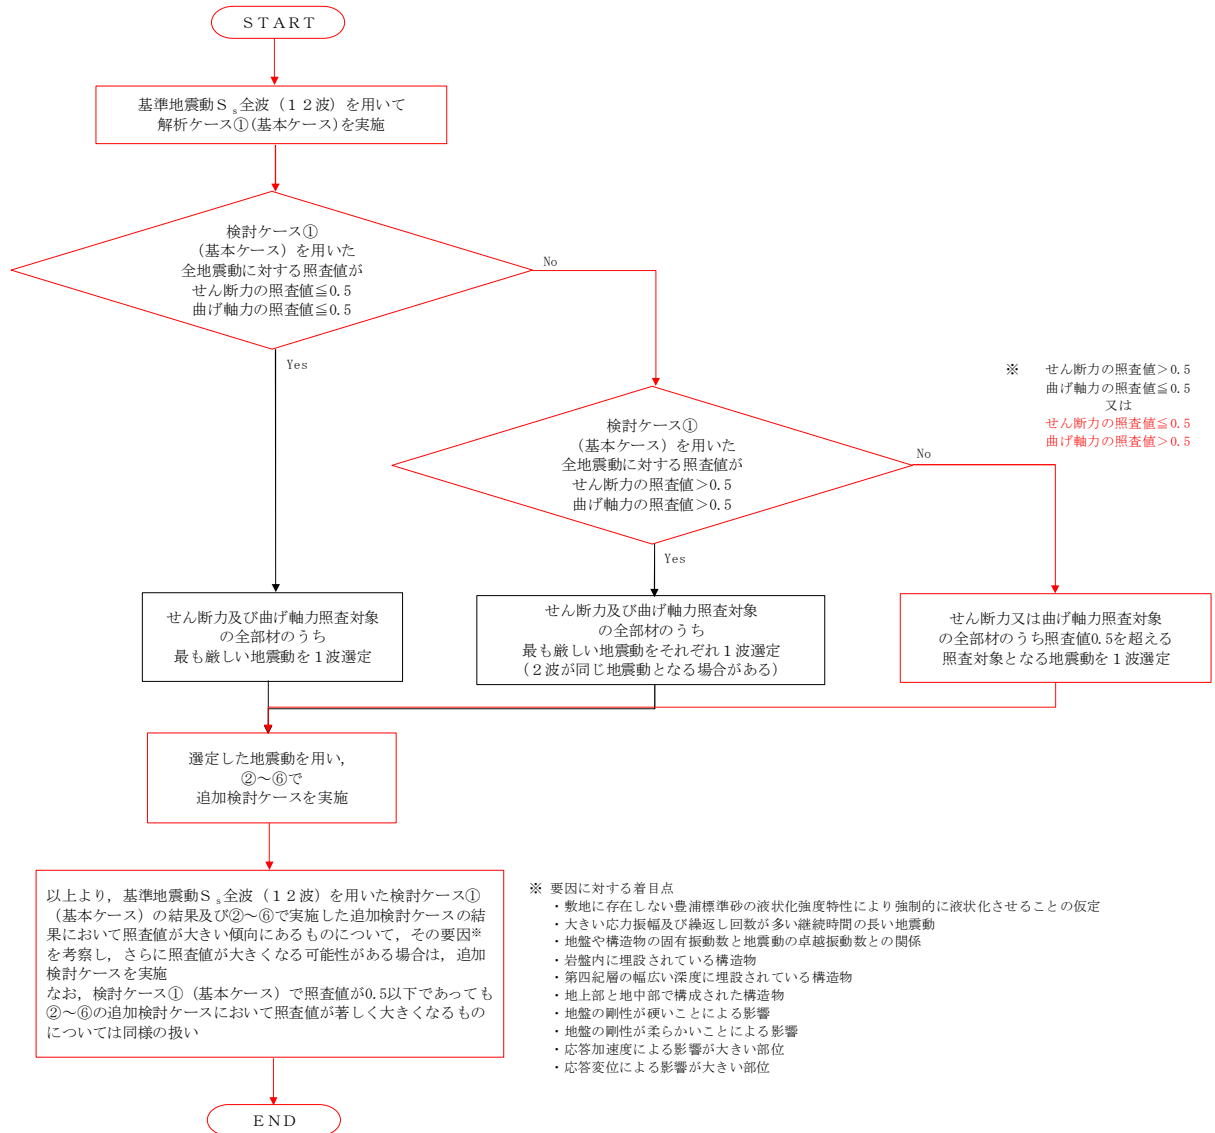 ＳＴＡＲＴ
基準地震動Ｓｓ全波（１２波）を用いて
解析ケース①(基本ケース)を実施
検討ケース①
（基本ケース）を用いた
全地震動に対する照査値が
せん断力の照査値≦0.5
曲げ軸力の照査値≦0.5
No
Yes
※　せん断力の照査値＞0.5
曲げ軸力の照査値≦0.5
又は
せん断力の照査値≦0.5
曲げ軸力の照査値＞0.5
検討ケース①
（基本ケース）を用いた
全地震動に対する照査値が
せん断力の照査値＞0.5
曲げ軸力の照査値＞0.5
No
Yes
せん断力及び曲げ軸力照査対象
の全部材のうち
最も厳しい地震動を１波選定
せん断力及び曲げ軸力照査対象
の全部材のうち
最も厳しい地震動をそれぞれ１波選定
（２波が同じ地震動となる場合がある）
せん断力又は曲げ軸力照査対象
の全部材のうち照査値0.5を超える
照査対象となる地震動を１波選定
選定した地震動を用い，
②～⑥で
追加検討ケースを実施
以上より，基準地震動Ｓｓ全波（１２波）を用いた検討ケース①
（基本ケース）の結果及び②～⑥で実施した追加検討ケースの結
果において照査値が大きい傾向にあるものについて，その要因※
を考察し，さらに照査値が大きくなる可能性がある場合は，追加
検討ケースを実施
なお，検討ケース①（基本ケース）で照査値が0.5以下であっても
②～⑥の追加検討ケースにおいて照査値が著しく大きくなるもの
については同様の扱い
※ 要因に対する着目点
・敷地に存在しない豊浦標準砂の液状化強度特性により強制的に液状化させることの仮定
・大きい応力振幅及び繰返し回数が多い継続時間の長い地震動
・地盤や構造物の固有振動数と地震動の卓越振動数との関係
・岩盤内に埋設されている構造物
・第四紀層の幅広い深度に埋設されている構造物
・地上部と地中部で構成された構造物
・地盤の剛性が硬いことによる影響
・地盤の剛性が柔らかいことによる影響
・応答加速度による影響が大きい部位
・応答変位による影響が大きい部位
ＥＮＤ